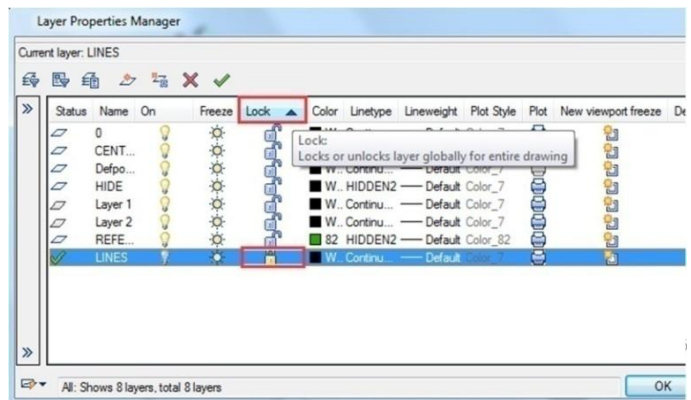 Layer Properties Manager
Current layer: LINES
Status Name On Freeze Lock Color Linetype Lineweight Plot Style Plot New viewport freeze De
0
Lock:
Locks or unlocks layer globally for entire drawing
CENT...
Defpo... W.. Continu... Default Color_7
HIDE W.. HIDDEN2 Default Color_7
Layer 1 W.. Continu... Default Color_7
Layer 2 W.. Continu... Default Color_7
REFE... 82 HIDDEN2 Default Color_82
LINES W.. Continu... Default Color_7
All: Shows 8 layers, total 8 layers
OK